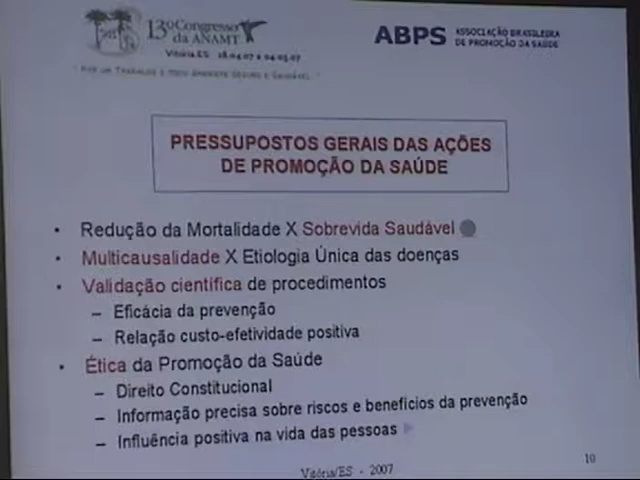 13º Congresso
da ANAMT
Vitória/ES
ABPS
ASSOCIAÇÃO BRASILEIRA
DE PROMOÇÃO DA SAÚDE
PRESSUPOSTOS GERAIS DAS AÇÕES
DE PROMOÇÃO DA SAÚDE
• Redução da Mortalidade X Sobrevida Saudável
• Multicausalidade X Etiologia Única das doenças
• Validação científica de procedimentos
– Eficácia da prevenção
– Relação custo-efetividade positiva
• Ética da Promoção da Saúde
– Direito Constitucional
– Informação precisa sobre riscos e benefícios da prevenção
– Influência positiva na vida das pessoas
Vitória/ES - 2007
10